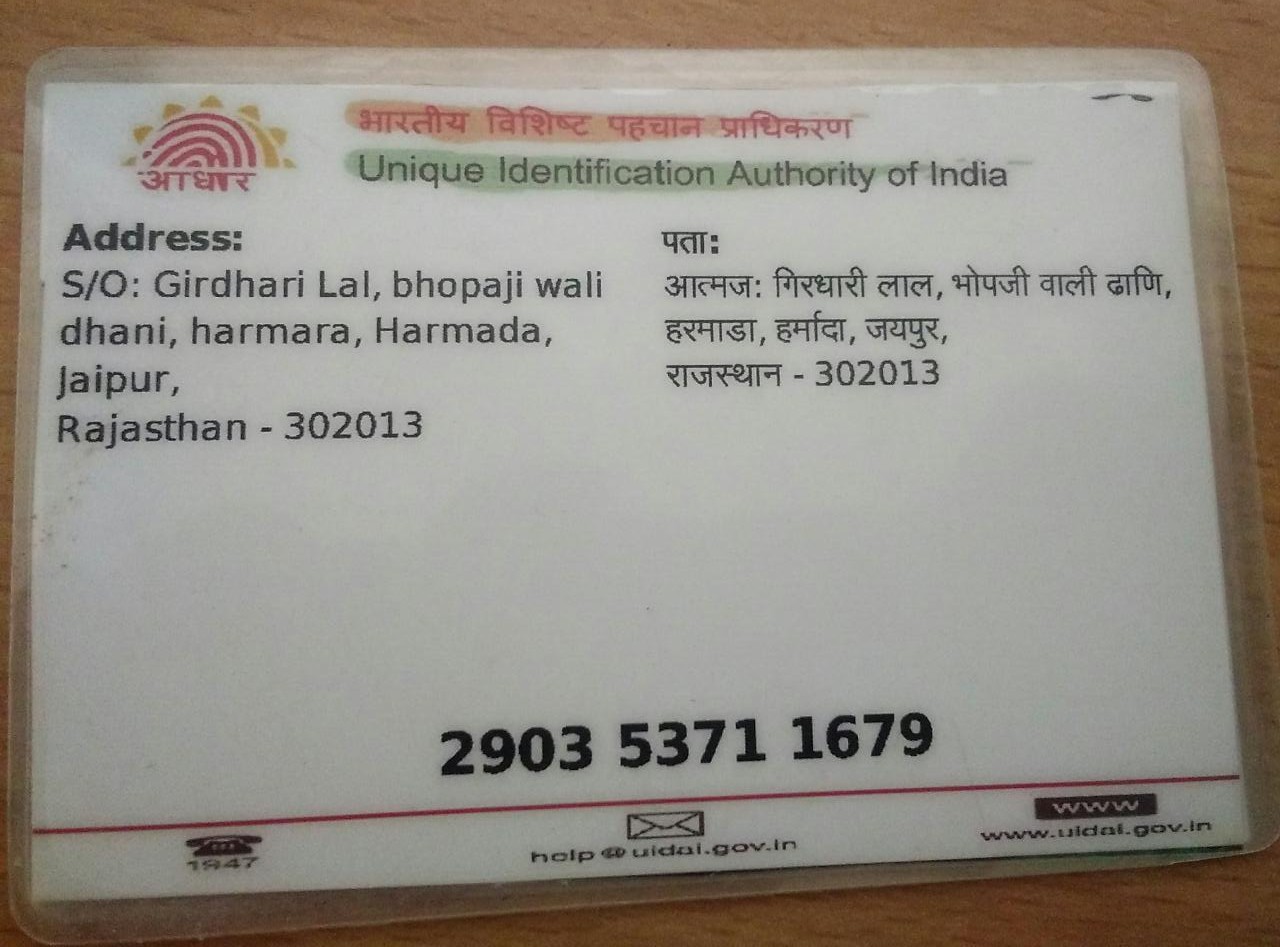 भारतीय विशिष्ट पहचान प्राधिकरण
Unique Identification Authority of India
आधार
Address:
S/O: Girdhari Lal, bhopaji wali
dhani, harmara, Harmada,
Jaipur,
Rajasthan - 302013
पता:
आत्मज: गिरधारी लाल, भोपजी वाली ढाणि,
हरमाडा, हर्मादा, जयपुर,
राजस्थान - 302013
2903 5371 1679
1947
help@uidai.gov.in
www
www.uidai.gov.in